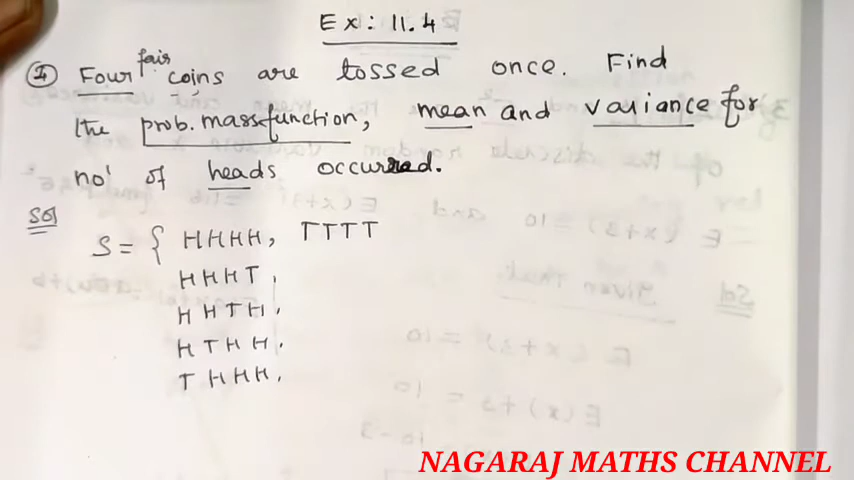 Ex: 11.4
④ Four fair coins are tossed once. Find
the prob. mass function, mean and variance for
no' of heads occurred.
Sol
S = { HHHH, TTTT
HHHT,
HHTH,
HTHH,
THHH,
NAGARAJ MATHS CHANNEL